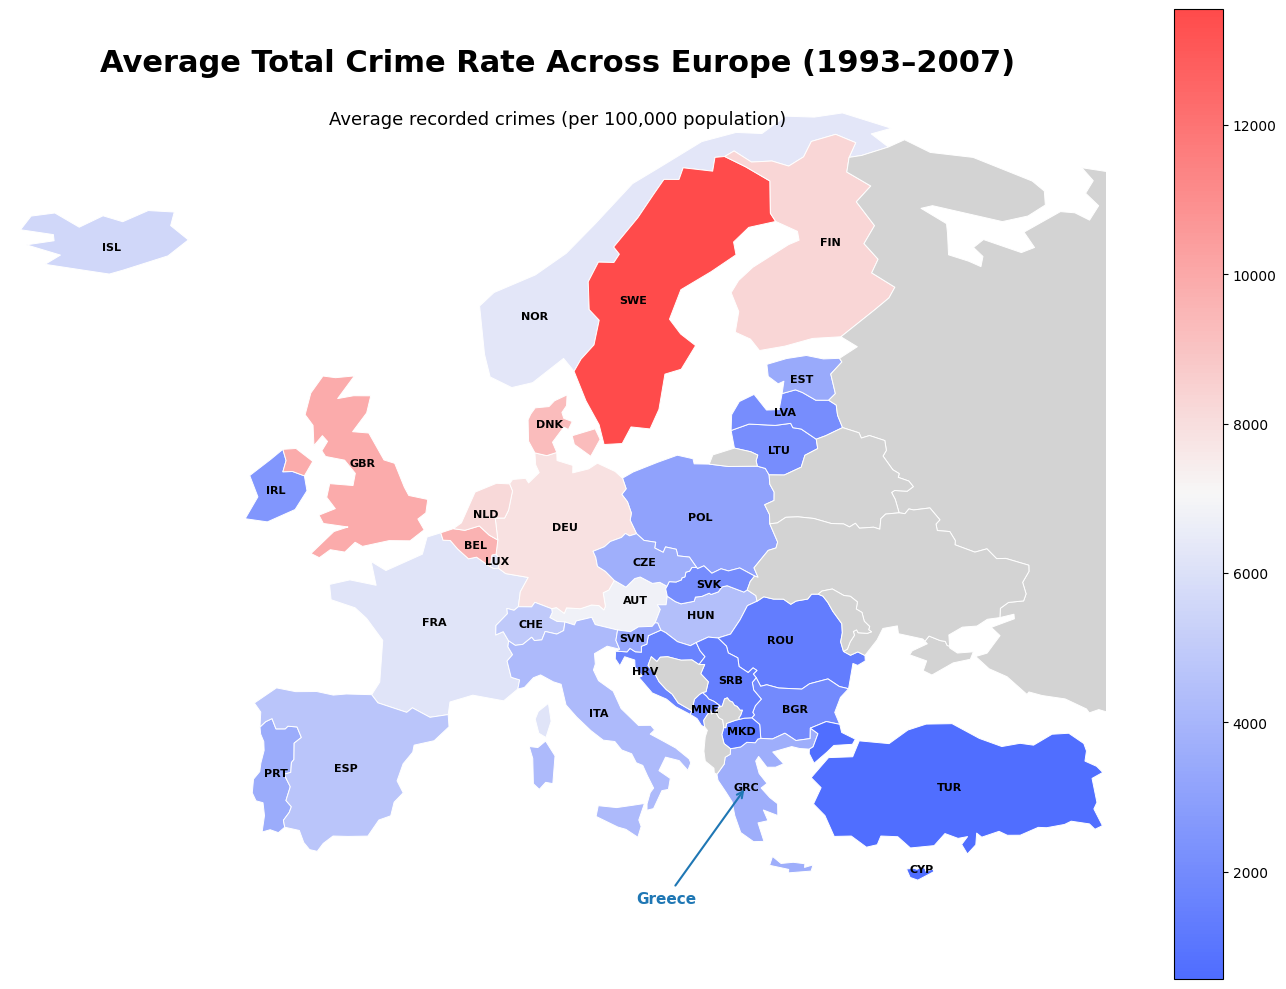 Average Total Crime Rate Across Europe (1993–2007)
Average recorded crimes (per 100,000 population)
12000
10000
8000
6000
4000
2000
ISL
NOR
SWE
FIN
EST
LVA
LTU
DNK
GBR
IRL
NLD
BEL
LUX
DEU
POL
CZE
SVK
AUT
HUN
FRA
CHE
SVN
HRV
ROU
SRB
MNE
BGR
MKD
ITA
PRT
ESP
GRC
TUR
CYP
Greece